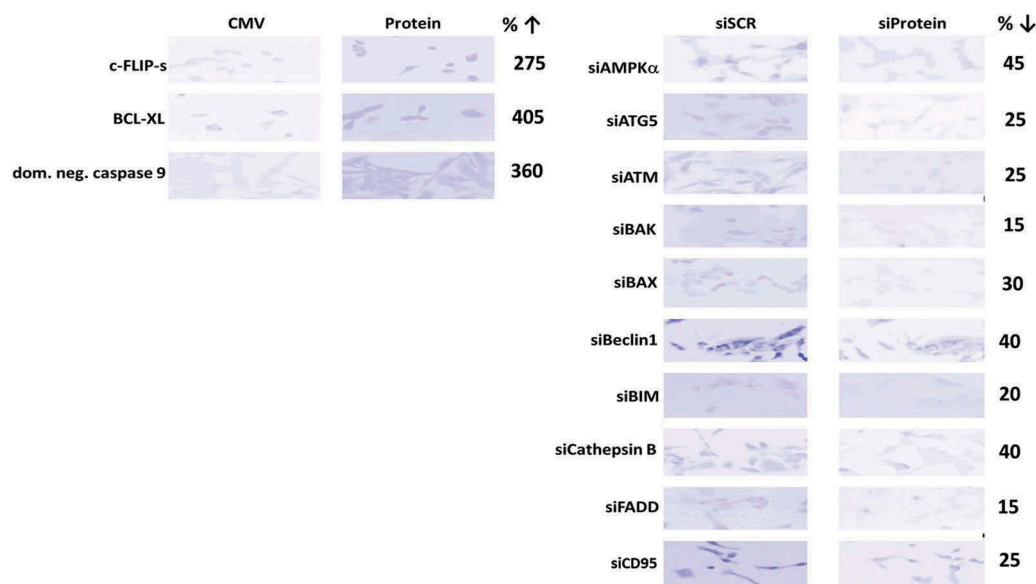 CMV Protein % ↑
c-FLIP-s 275
BCL-XL 405
dom. neg. caspase 9 360
siSCR siProtein % ↓
siAMPKα 45
siATG5 25
siATM 25
siBAK 15
siBAX 30
siBeclin1 40
siBIM 20
siCathepsin B 40
siFADD 15
siCD95 25